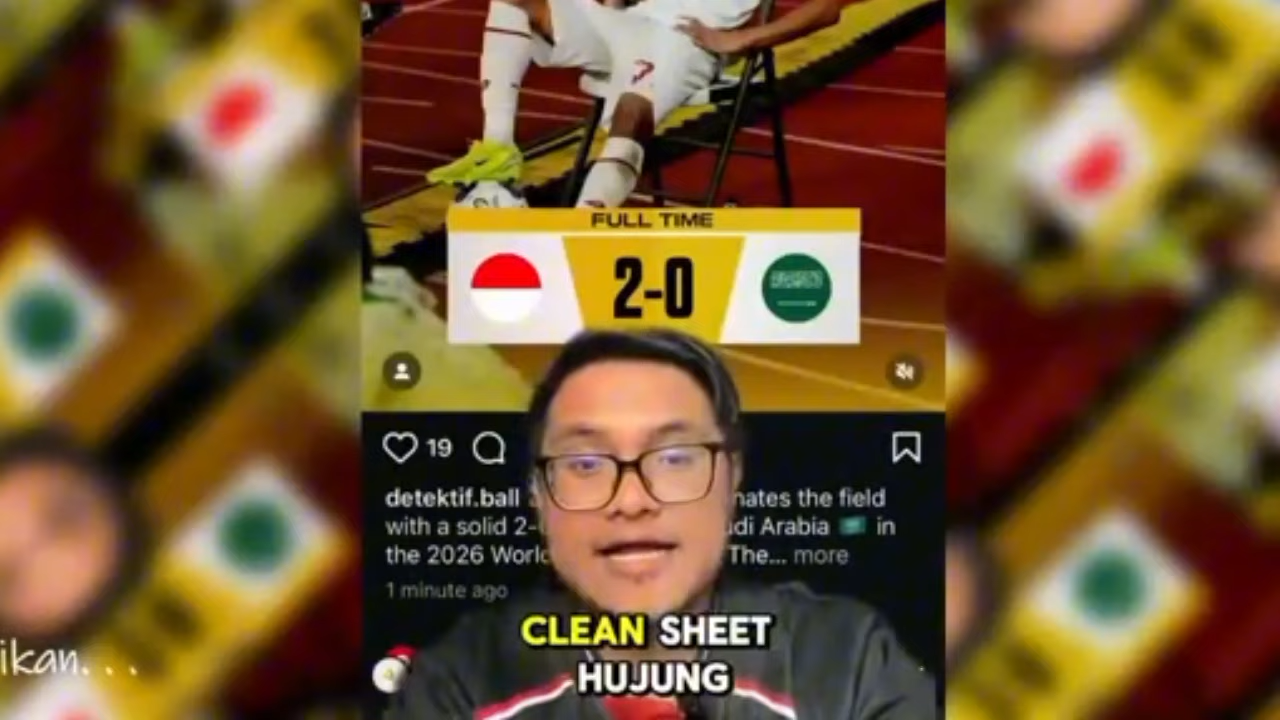 FULL TIME
2-0
19
detektif.ball nates the field
with a solid 2- udi Arabia in
the 2026 World The... more
1 minute ago
CLEAN SHEET
HUJUNG
ikan...